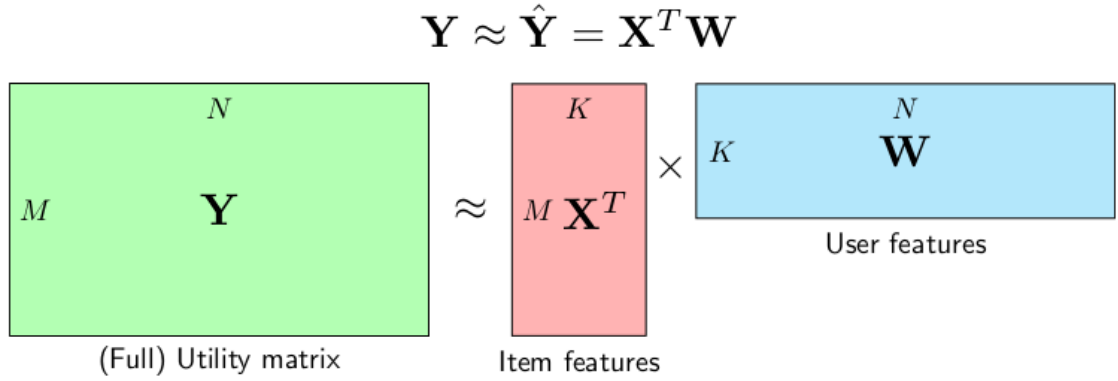 Y ≈ Ŷ = X^T W
N
M
Y
≈
K
M X^T
×
N
K
W
User features
(Full) Utility matrix
Item features